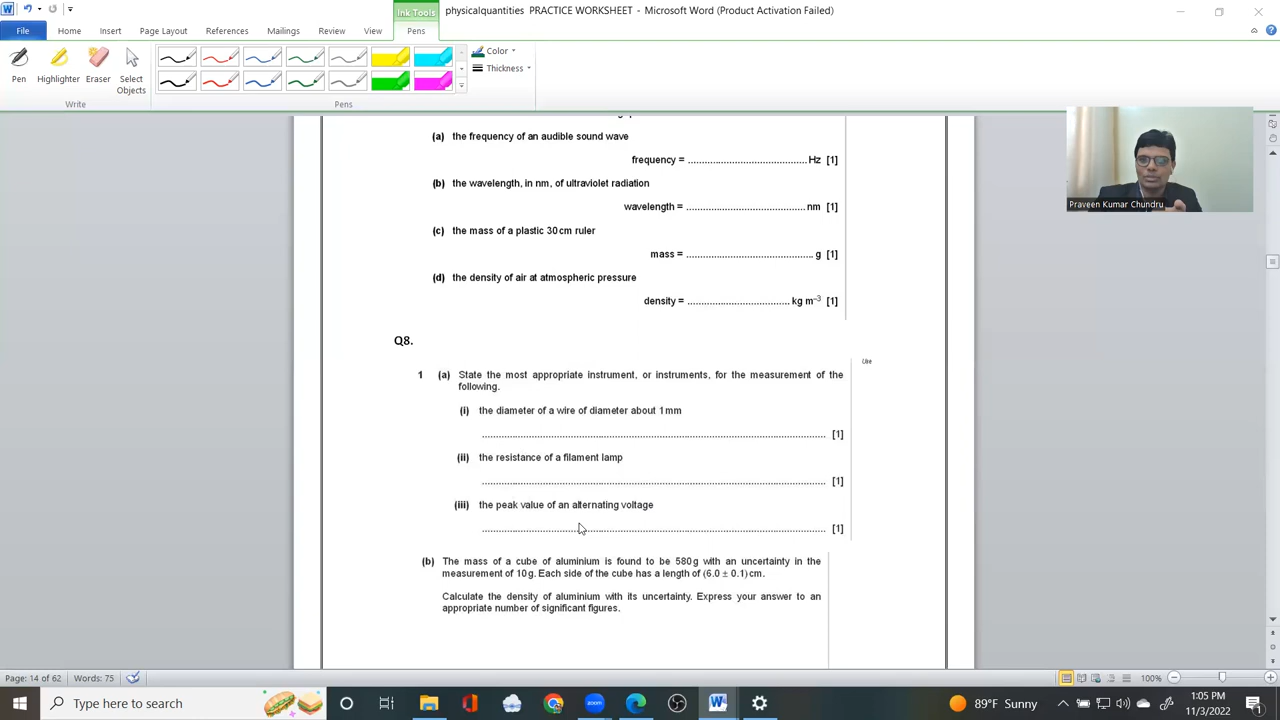 physicalquantities PRACTICE WORKSHEET - Microsoft Word (Product Activation Failed)
Ink Tools
File Home Insert Page Layout References Mailings Review View Pens
Pen Highlighter Eraser Select Objects
Color
Thickness
Write Pens
(a) the frequency of an audible sound wave
frequency = .......................................... Hz [1]
(b) the wavelength, in nm, of ultraviolet radiation
wavelength = .......................................... nm [1]
(c) the mass of a plastic 30 cm ruler
mass = .............................................. g [1]
(d) the density of air at atmospheric pressure
density = ..................................... kg m–3 [1]
Q8.
Use
1 (a) State the most appropriate instrument, or instruments, for the measurement of the
following.
(i) the diameter of a wire of diameter about 1 mm
.............................................................................................................................. [1]
(ii) the resistance of a filament lamp
.............................................................................................................................. [1]
(iii) the peak value of an alternating voltage
.............................................................................................................................. [1]
(b) The mass of a cube of aluminium is found to be 580 g with an uncertainty in the
measurement of 10 g. Each side of the cube has a length of (6.0 ± 0.1) cm.
Calculate the density of aluminium with its uncertainty. Express your answer to an
appropriate number of significant figures.
Praveen Kumar Chundru
Page: 14 of 62 Words: 75 100%
Type here to search
zoom
89°F Sunny
1:05 PM
11/3/2022